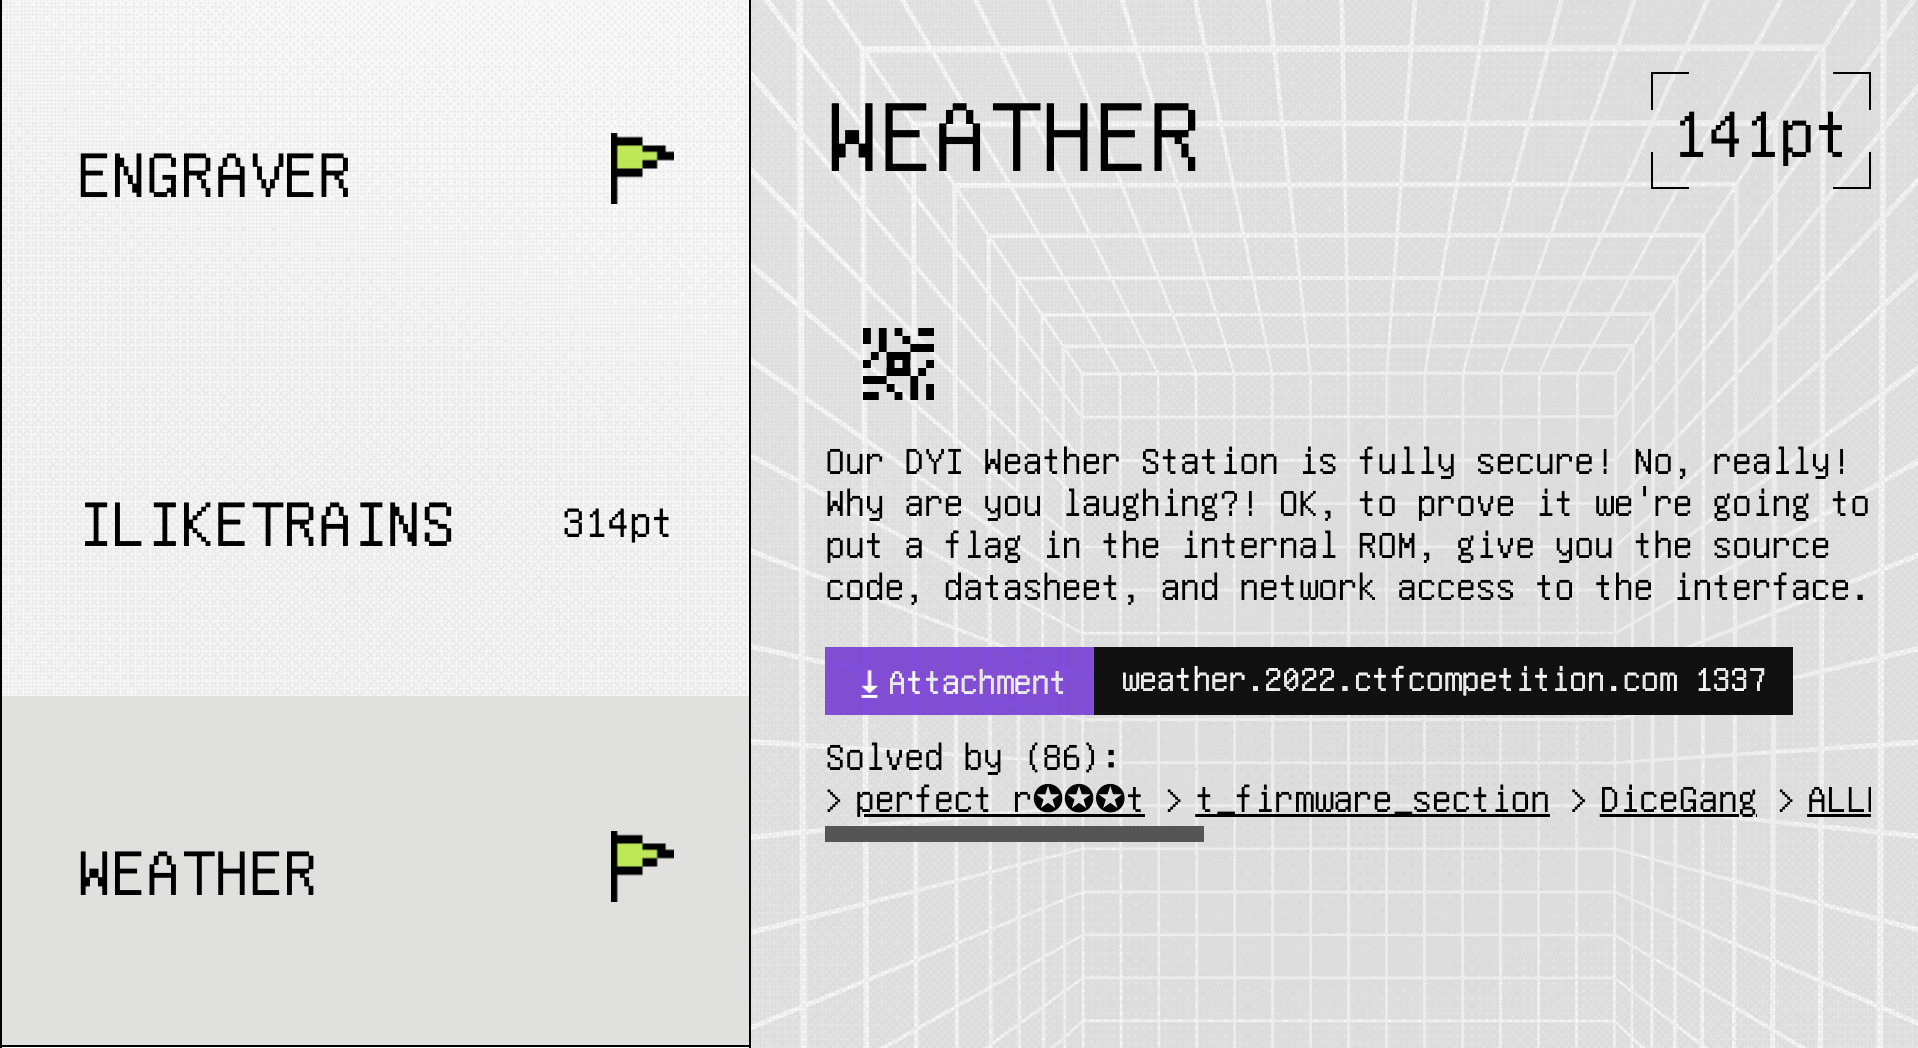 ENGRAVER
ILIKETRAINS 314pt
WEATHER
WEATHER
141pt
Our DYI Weather Station is fully secure! No, really!
Why are you laughing?! OK, to prove it we're going to
put a flag in the internal ROM, give you the source
code, datasheet, and network access to the interface.
Attachment weather.2022.ctfcompetition.com 1337
Solved by (86):
> perfect r✪✪✪t > t_firmware_section > DiceGang > ALL